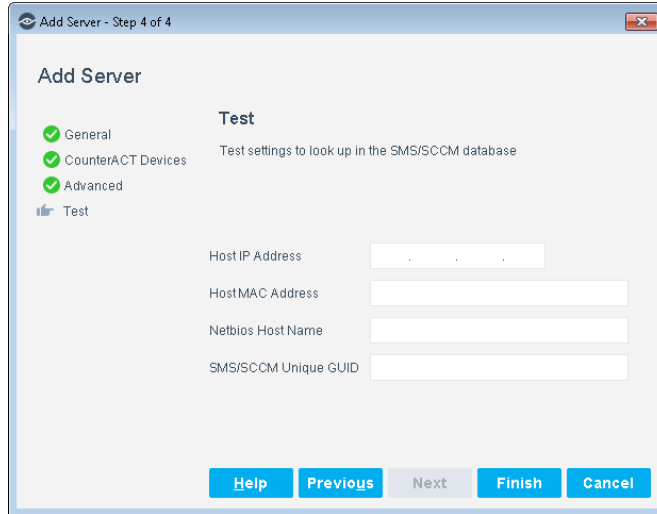 Add Server - Step 4 of 4
Add Server
General
CounterACT Devices
Advanced
Test
Test
Test settings to look up in the SMS/SCCM database
Host IP Address . . .
Host MAC Address
Netbios Host Name
SMS/SCCM Unique GUID
Help Previous Next Finish Cancel